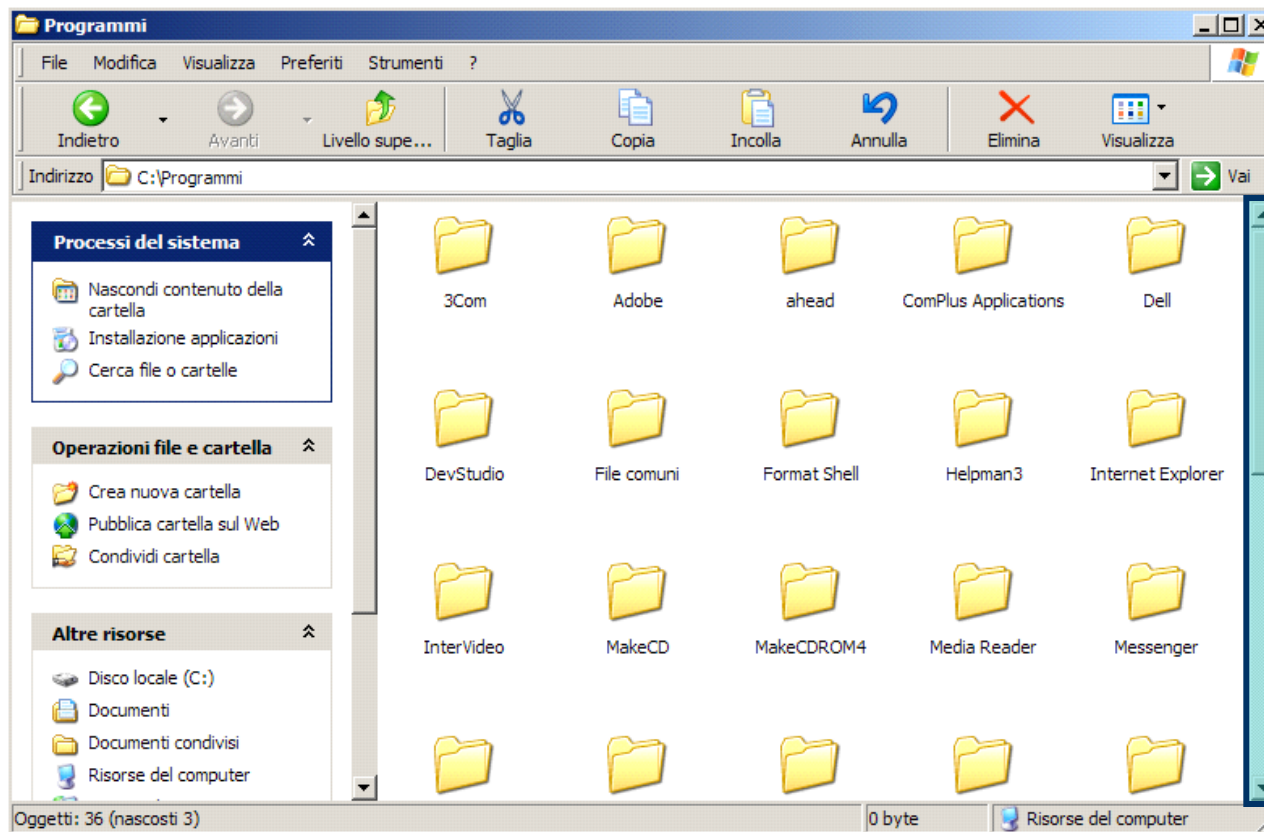 Programmi
File Modifica Visualizza Preferiti Strumenti ?
Indietro Avanti Livello supe... Taglia Copia Incolla Annulla Elimina Visualizza
Indirizzo C:\Programmi Vai
Processi del sistema
Nascondi contenuto della
cartella
Installazione applicazioni
Cerca file o cartelle
Operazioni file e cartella
Crea nuova cartella
Pubblica cartella sul Web
Condividi cartella
Altre risorse
Disco locale (C:)
Documenti
Documenti condivisi
Risorse del computer
3Com Adobe ahead ComPlus Applications Dell
DevStudio File comuni Format Shell Helpman3 Internet Explorer
InterVideo MakeCD MakeCDROM4 Media Reader Messenger
Oggetti: 36 (nascosti 3) 0 byte Risorse del computer